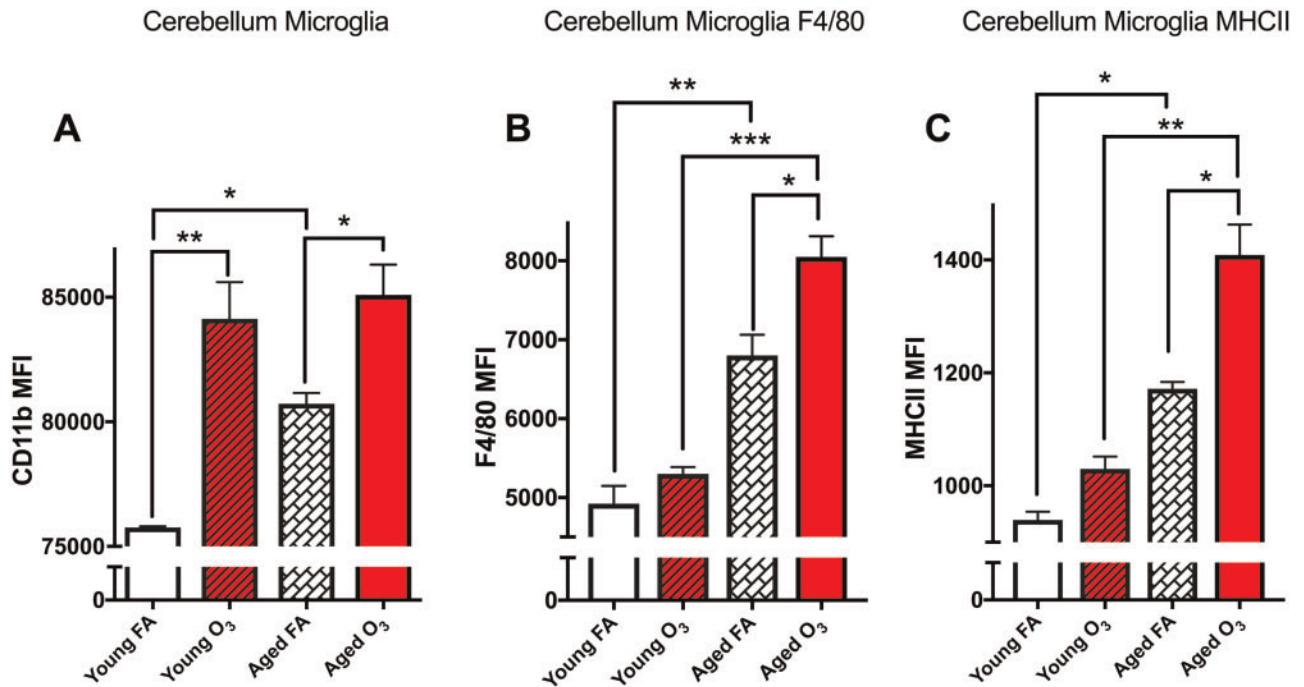 Cerebellum Microglia
Cerebellum Microglia F4/80
Cerebellum Microglia MHCII
A
*
**
*
CD11b MFI
85000
80000
75000
0
Young FA
Young O₃
Aged FA
Aged O₃
B
**
***
*
F4/80 MFI
8000
7000
6000
5000
0
Young FA
Young O₃
Aged FA
Aged O₃
C
*
**
*
MHCII MFI
1400
1200
1000
0
Young FA
Young O₃
Aged FA
Aged O₃